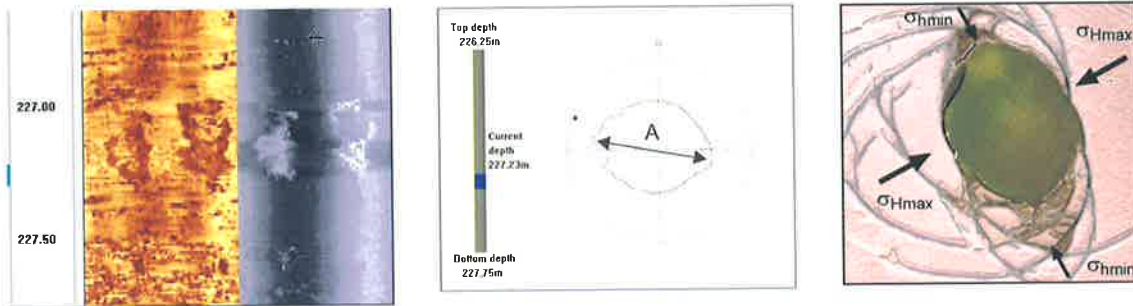 227.00
227.50
Top depth
226.25m
A
Current
depth
227.23m
Bottom depth
227.75m
σhmin
σHmax
σHmax
σhmin